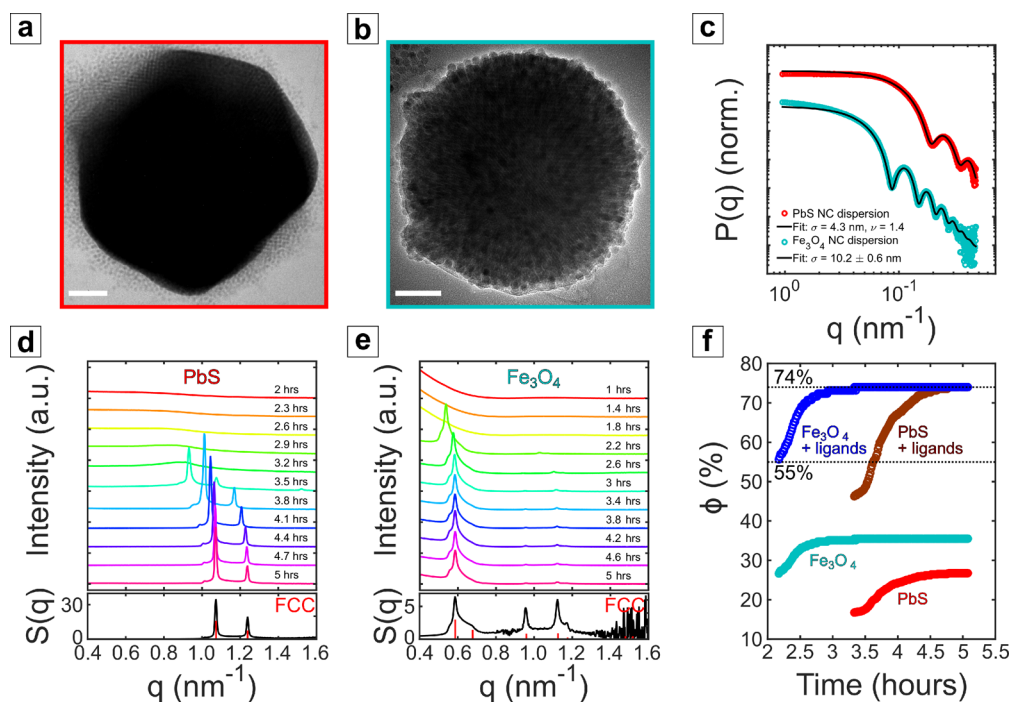 a
b
c
P(q) (norm.)
PbS NC dispersion
Fit: σ = 4.3 nm, ν = 1.4
Fe3O4 NC dispersion
Fit: σ = 10.2 ± 0.6 nm
10^0
10^-1
q (nm^-1)
d
PbS
Intensity (a.u.)
2 hrs
2.3 hrs
2.6 hrs
2.9 hrs
3.2 hrs
3.5 hrs
3.8 hrs
4.1 hrs
4.4 hrs
4.7 hrs
5 hrs
S(q)
30
0
FCC
0.4 0.6 0.8 1.0 1.2 1.4 1.6
q (nm^-1)
e
Fe3O4
Intensity (a.u.)
1 hrs
1.4 hrs
1.8 hrs
2.2 hrs
2.6 hrs
3 hrs
3.4 hrs
3.8 hrs
4.2 hrs
4.6 hrs
5 hrs
S(q)
5
0
FCC
0.4 0.6 0.8 1.0 1.2 1.4 1.6
q (nm^-1)
f
ϕ (%)
80
70
60
50
40
30
20
10
74%
Fe3O4
+ ligands
PbS
+ ligands
55%
Fe3O4
PbS
2 2.5 3 3.5 4 4.5 5 5.5
Time (hours)